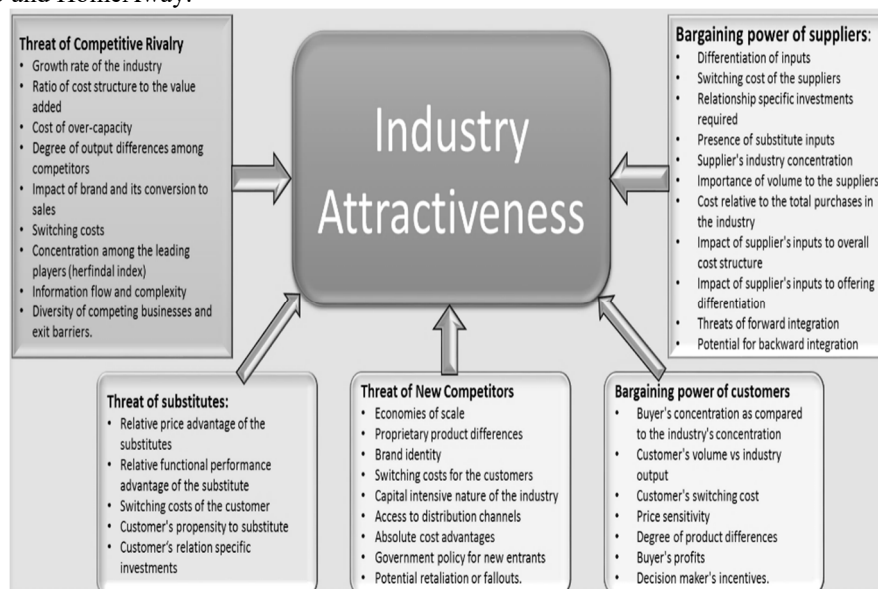 and HomeAway.
Threat of Competitive Rivalry
• Growth rate of the industry
• Ratio of cost structure to the value
added
• Cost of over-capacity
• Degree of output differences among
competitors
• Impact of brand and its conversion to
sales
• Switching costs
• Concentration among the leading
players (herfindal index)
• Information flow and complexity
• Diversity of competing businesses and
exit barriers.
Industry
Attractiveness
Bargaining power of suppliers:
• Differentiation of inputs
• Switching cost of the suppliers
• Relationship specific investments
required
• Presence of substitute inputs
• Supplier's industry concentration
• Importance of volume to the suppliers
• Cost relative to the total purchases in
the industry
• Impact of supplier's inputs to overall
cost structure
• Impact of supplier's inputs to offering
differentiation
• Threats of forward integration
• Potential for backward integration
Threat of substitutes:
• Relative price advantage of the
substitutes
• Relative functional performance
advantage of the substitute
• Switching costs of the customer
• Customer's propensity to substitute
• Customer's relation specific
investments
Threat of New Competitors
• Economies of scale
• Proprietary product differences
• Brand identity
• Switching costs for the customers
• Capital intensive nature of the industry
• Access to distribution channels
• Absolute cost advantages
• Government policy for new entrants
• Potential retaliation or fallouts.
Bargaining power of customers
• Buyer's concentration as compared
to the industry's concentration
• Customer's volume vs industry
output
• Customer's switching cost
• Price sensitivity
• Degree of product differences
• Buyer's profits
• Decision maker's incentives.